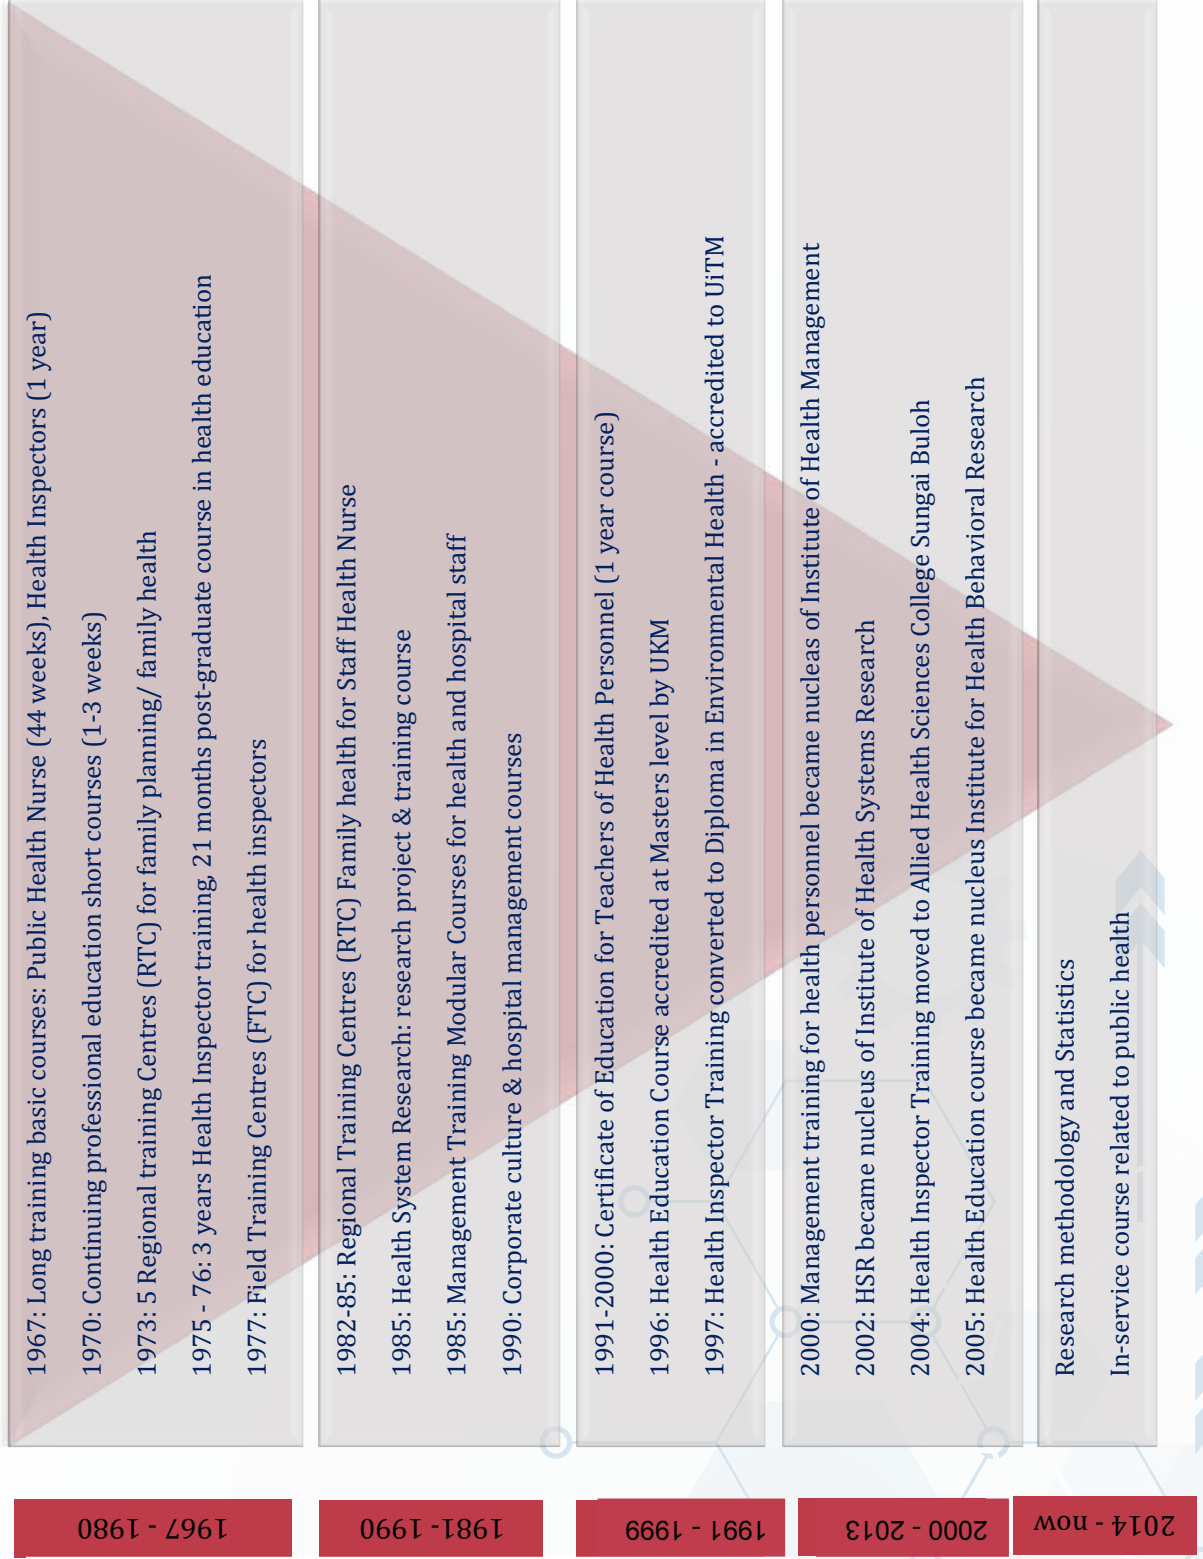 1967 - 1980
1967: Long training basic courses: Public Health Nurse (44 weeks), Health Inspectors (1 year)
1970: Continuing professional education short courses (1-3 weeks)
1973: 5 Regional training Centres (RTC) for family planning/ family health
1975 - 76: 3 years Health Inspector training, 21 months post-graduate course in health education
1977: Field Training Centres (FTC) for health inspectors
1981- 1990
1982-85: Regional Training Centres (RTC) Family health for Staff Health Nurse
1985: Health System Research: research project & training course
1985: Management Training Modular Courses for health and hospital staff
1990: Corporate culture & hospital management courses
1991 - 1999
1991-2000: Certificate of Education for Teachers of Health Personnel (1 year course)
1996: Health Education Course accredited at Masters level by UKM
1997: Health Inspector Training converted to Diploma in Environmental Health - accredited to UiTM
2000 - 2013
2000: Management training for health personnel became nucleas of Institute of Health Management
2002: HSR became nucleus of Institute of Health Systems Research
2004: Health Inspector Training moved to Allied Health Sciences College Sungai Buloh
2005: Health Education course became nucleus Institute for Health Behavioral Research
2014 - now
Research methodology and Statistics
In-service course related to public health